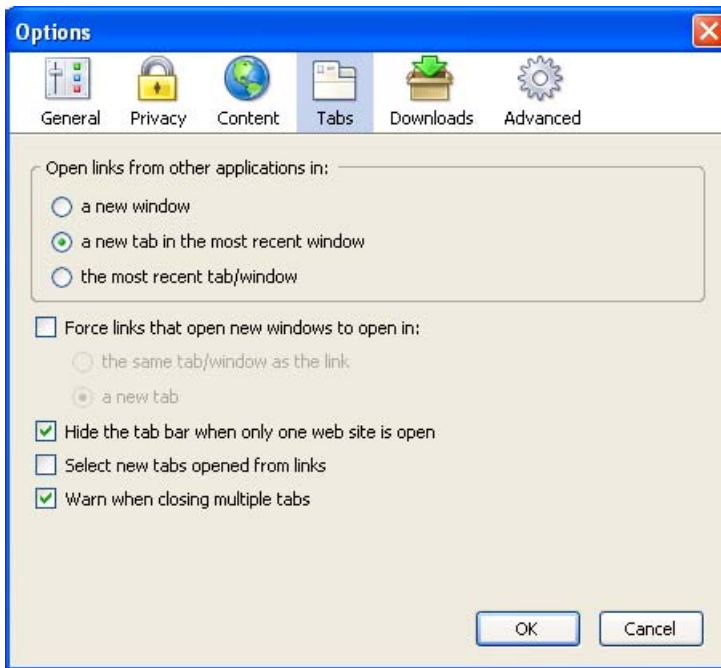 Options
General Privacy Content Tabs Downloads Advanced
Open links from other applications in:
a new window
a new tab in the most recent window
the most recent tab/window
Force links that open new windows to open in:
the same tab/window as the link
a new tab
Hide the tab bar when only one web site is open
Select new tabs opened from links
Warn when closing multiple tabs
OK Cancel